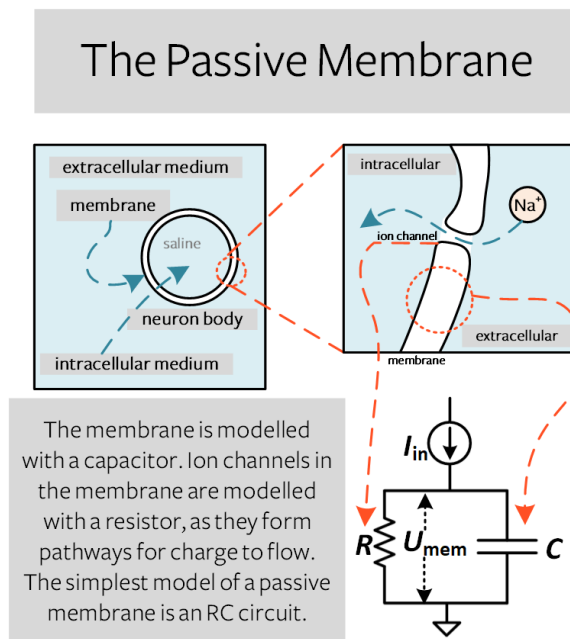 The Passive Membrane
extracellular medium
membrane
saline
neuron body
intracellular medium
intracellular
Na+
ion channel
extracellular
membrane
The membrane is modelled
with a capacitor. Ion channels in
the membrane are modelled
with a resistor, as they form
pathways for charge to flow.
The simplest model of a passive
membrane is an RC circuit.
Iin
R
Umem
C